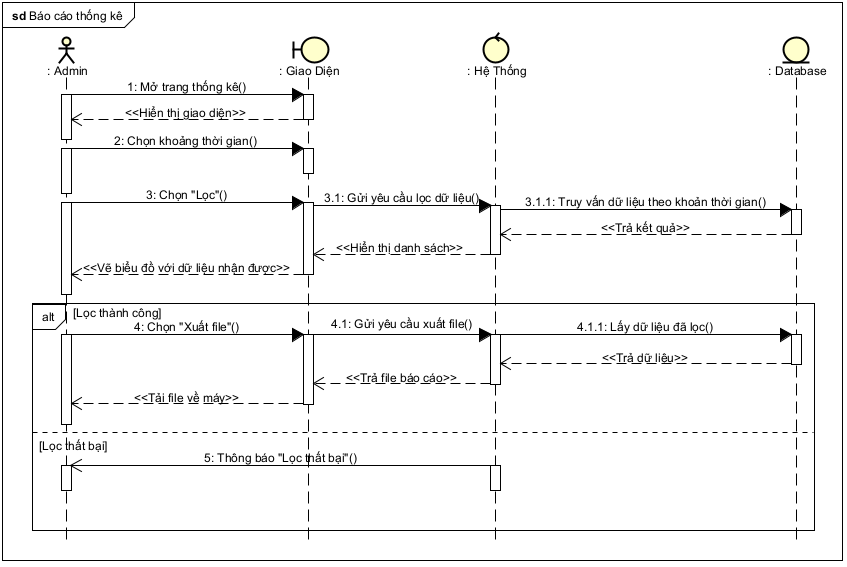 sd Báo cáo thống kê
: Admin
: Giao Diện
: Hệ Thống
: Database
1: Mở trang thống kê()
<<Hiển thị giao diện>>
2: Chọn khoảng thời gian()
3: Chọn "Lọc"()
3.1: Gửi yêu cầu lọc dữ liệu()
3.1.1: Truy vấn dữ liệu theo khoản thời gian()
<<Trả kết quả>>
<<Hiển thị danh sách>>
<<Vẽ biểu đồ với dữ liệu nhận được>>
alt
[Lọc thành công]
4: Chọn "Xuất file"()
4.1: Gửi yêu cầu xuất file()
4.1.1: Lấy dữ liệu đã lọc()
<<Trả dữ liệu>>
<<Trả file báo cáo>>
<<Tải file về máy>>
[Lọc thất bại]
5: Thông báo "Lọc thất bại"()